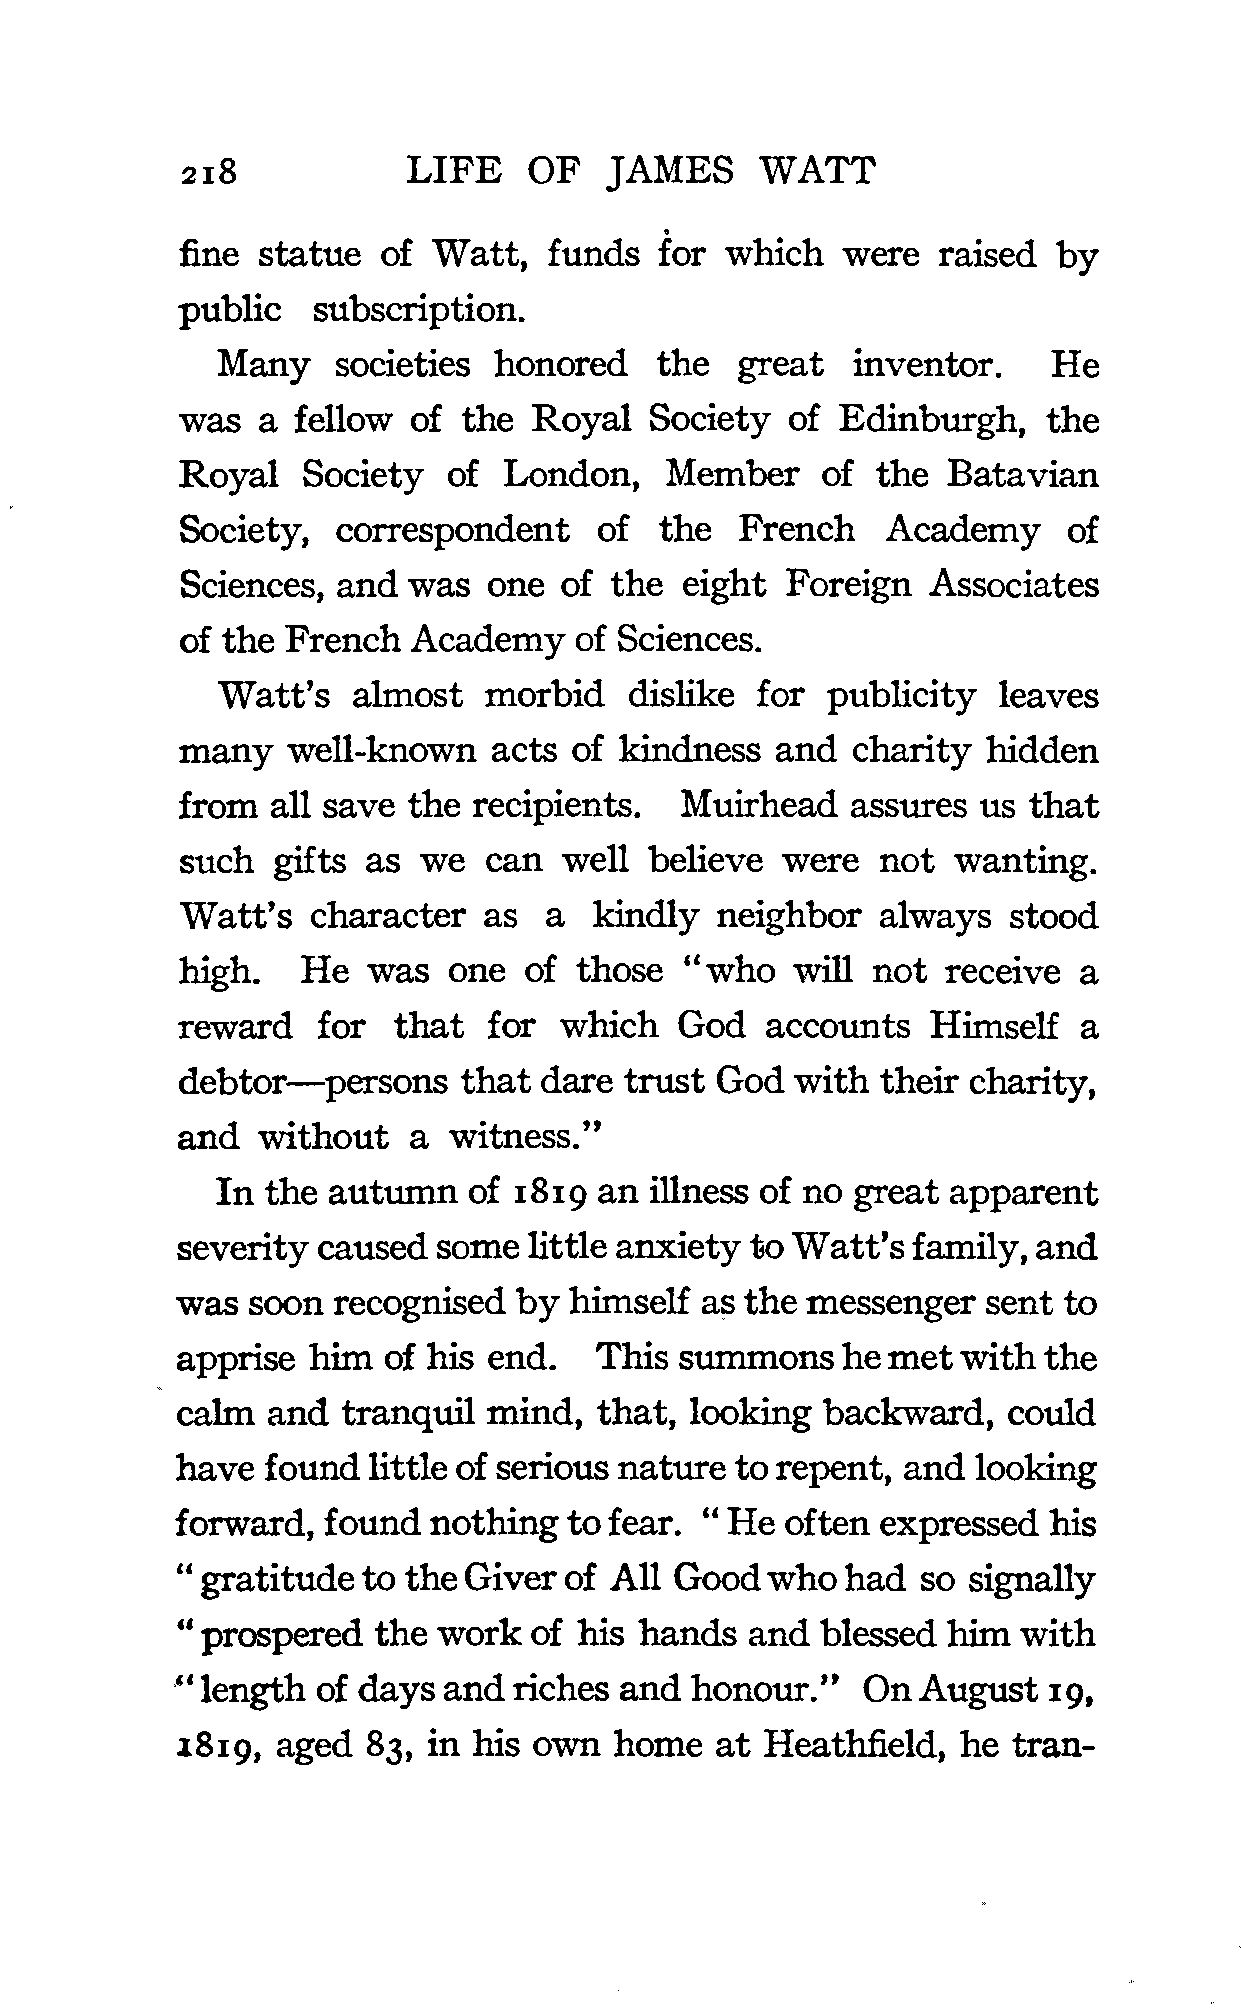 218 LIFE OF JAMES WATT
fine statue of Watt, funds for which were raised by
public subscription.
Many societies honored the great inventor. He
was a fellow of the Royal Society of Edinburgh, the
Royal Society of London, Member of the Batavian
Society, correspondent of the French Academy of
Sciences, and was one of the eight Foreign Associates
of the French Academy of Sciences.
Watt's almost morbid dislike for publicity leaves
many well-known acts of kindness and charity hidden
from all save the recipients. Muirhead assures us that
such gifts as we can well believe were not wanting.
Watt's character as a kindly neighbor always stood
high. He was one of those "who will not receive a
reward for that for which God accounts Himself a
debtor—persons that dare trust God with their charity,
and without a witness."
In the autumn of 1819 an illness of no great apparent
severity caused some little anxiety to Watt's family, and
was soon recognised by himself as the messenger sent to
apprise him of his end. This summons he met with the
calm and tranquil mind, that, looking backward, could
have found little of serious nature to repent, and looking
forward, found nothing to fear. "He often expressed his
"gratitude to the Giver of All Good who had so signally
"prospered the work of his hands and blessed him with
"length of days and riches and honour." On August 19,
1819, aged 83, in his own home at Heathfield, he tran-